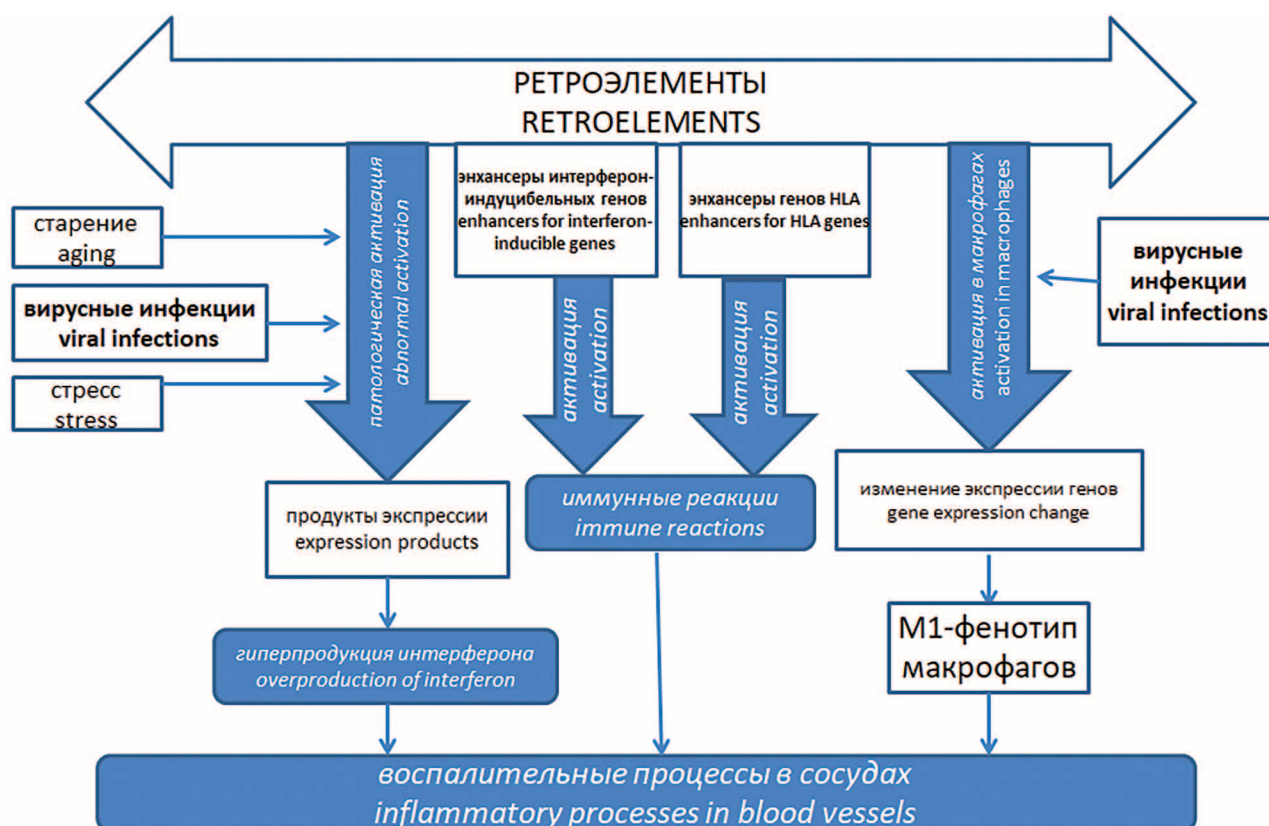 РЕТРОЭЛЕМЕНТЫ
RETROELEMENTS
патологическая активация
abnormal activation
энхансеры интерферон-
индуцибельных генов
enhancers for interferon-
inducible genes
энхансеры генов HLA
enhancers for HLA genes
активация в макрофагах
activation in macrophages
старение
aging
вирусные инфекции
viral infections
стресс
stress
вирусные
инфекции
viral infections
активация
activation
активация
activation
продукты экспрессии
expression products
иммунные реакции
immune reactions
изменение экспрессии генов
gene expression change
гиперпродукция интерферона
overproduction of interferon
М1-фенотип
макрофагов
воспалительные процессы в сосудах
inflammatory processes in blood vessels